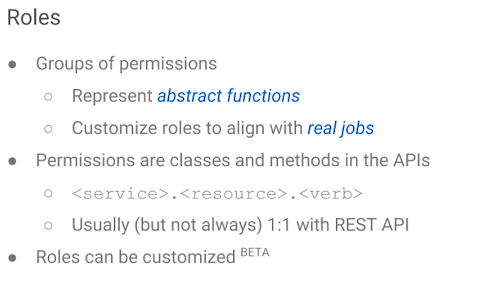 Roles
● Groups of permissions
○ Represent abstract functions
○ Customize roles to align with real jobs
● Permissions are classes and methods in the APIs
○ <service>.<resource>.<verb>
○ Usually (but not always) 1:1 with REST API
● Roles can be customized BETA